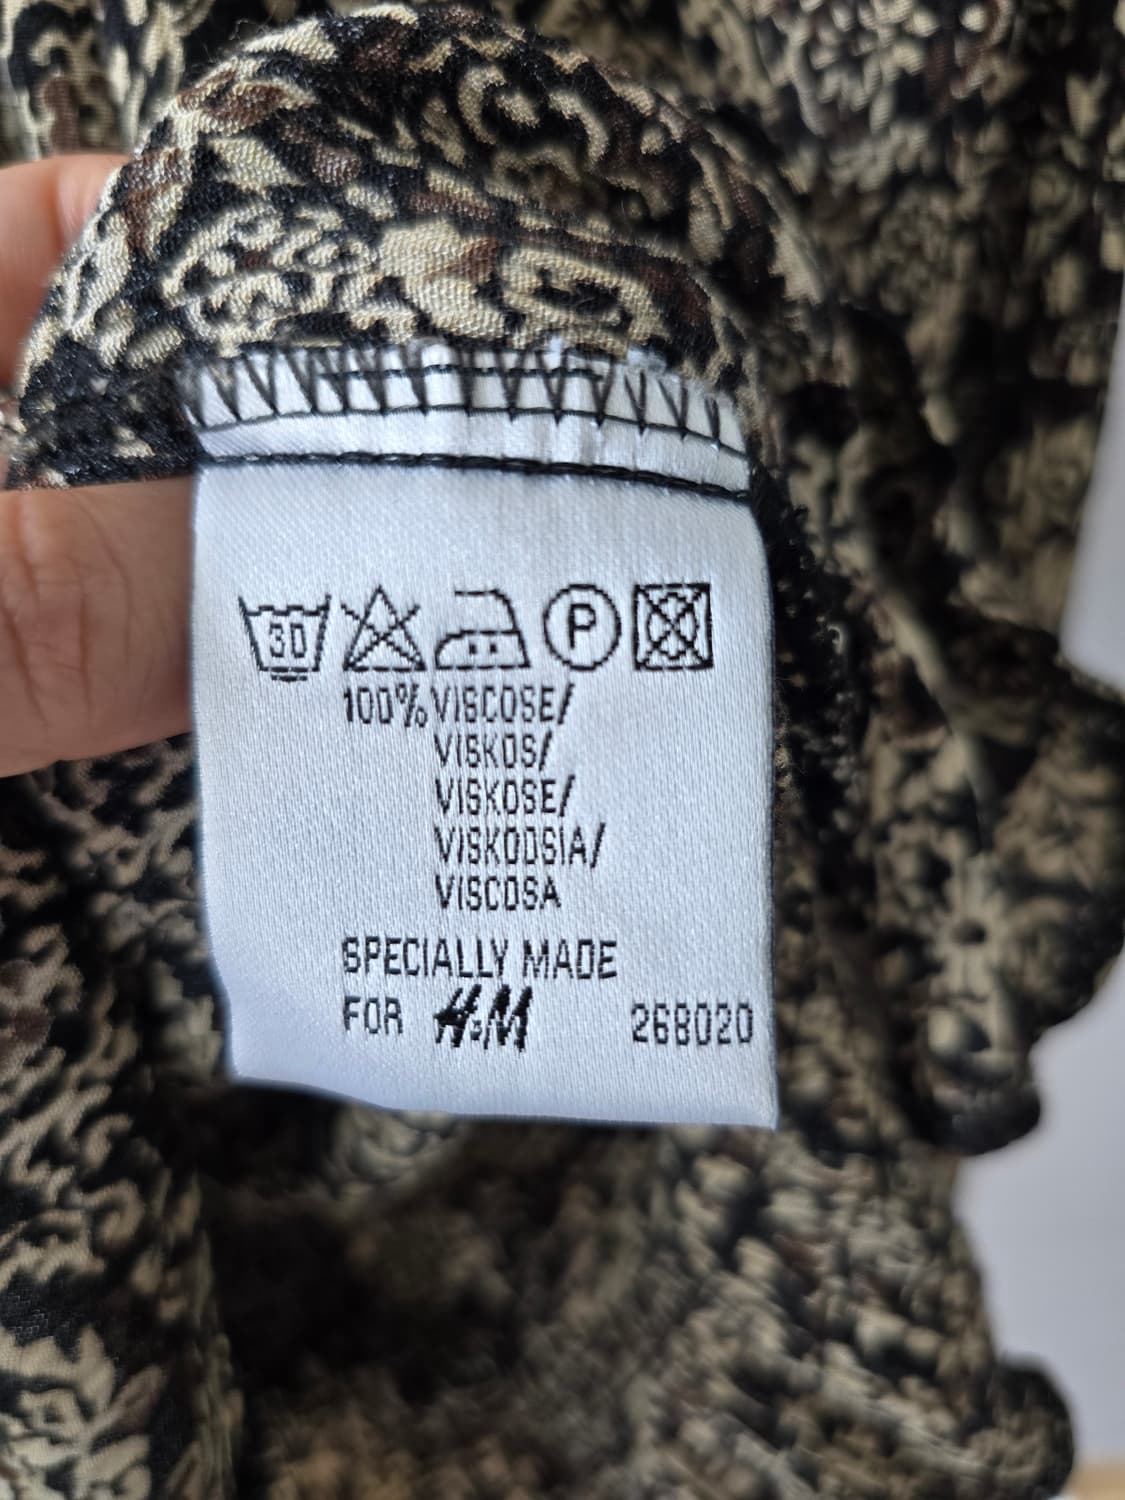 30 P
100% VISCOSE/
VISKOS/
VISKOSE/
VISKOOSIA/
VISCOSA
SPECIALLY MADE
FOR H&M 268020